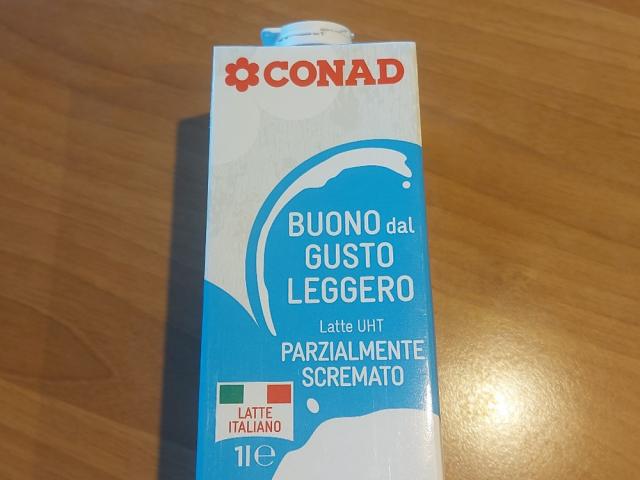 CONAD
BUONO dal
GUSTO
LEGGERO
Latte UHT
PARZIALMENTE
SCREMATO
LATTE
ITALIANO
1l℮